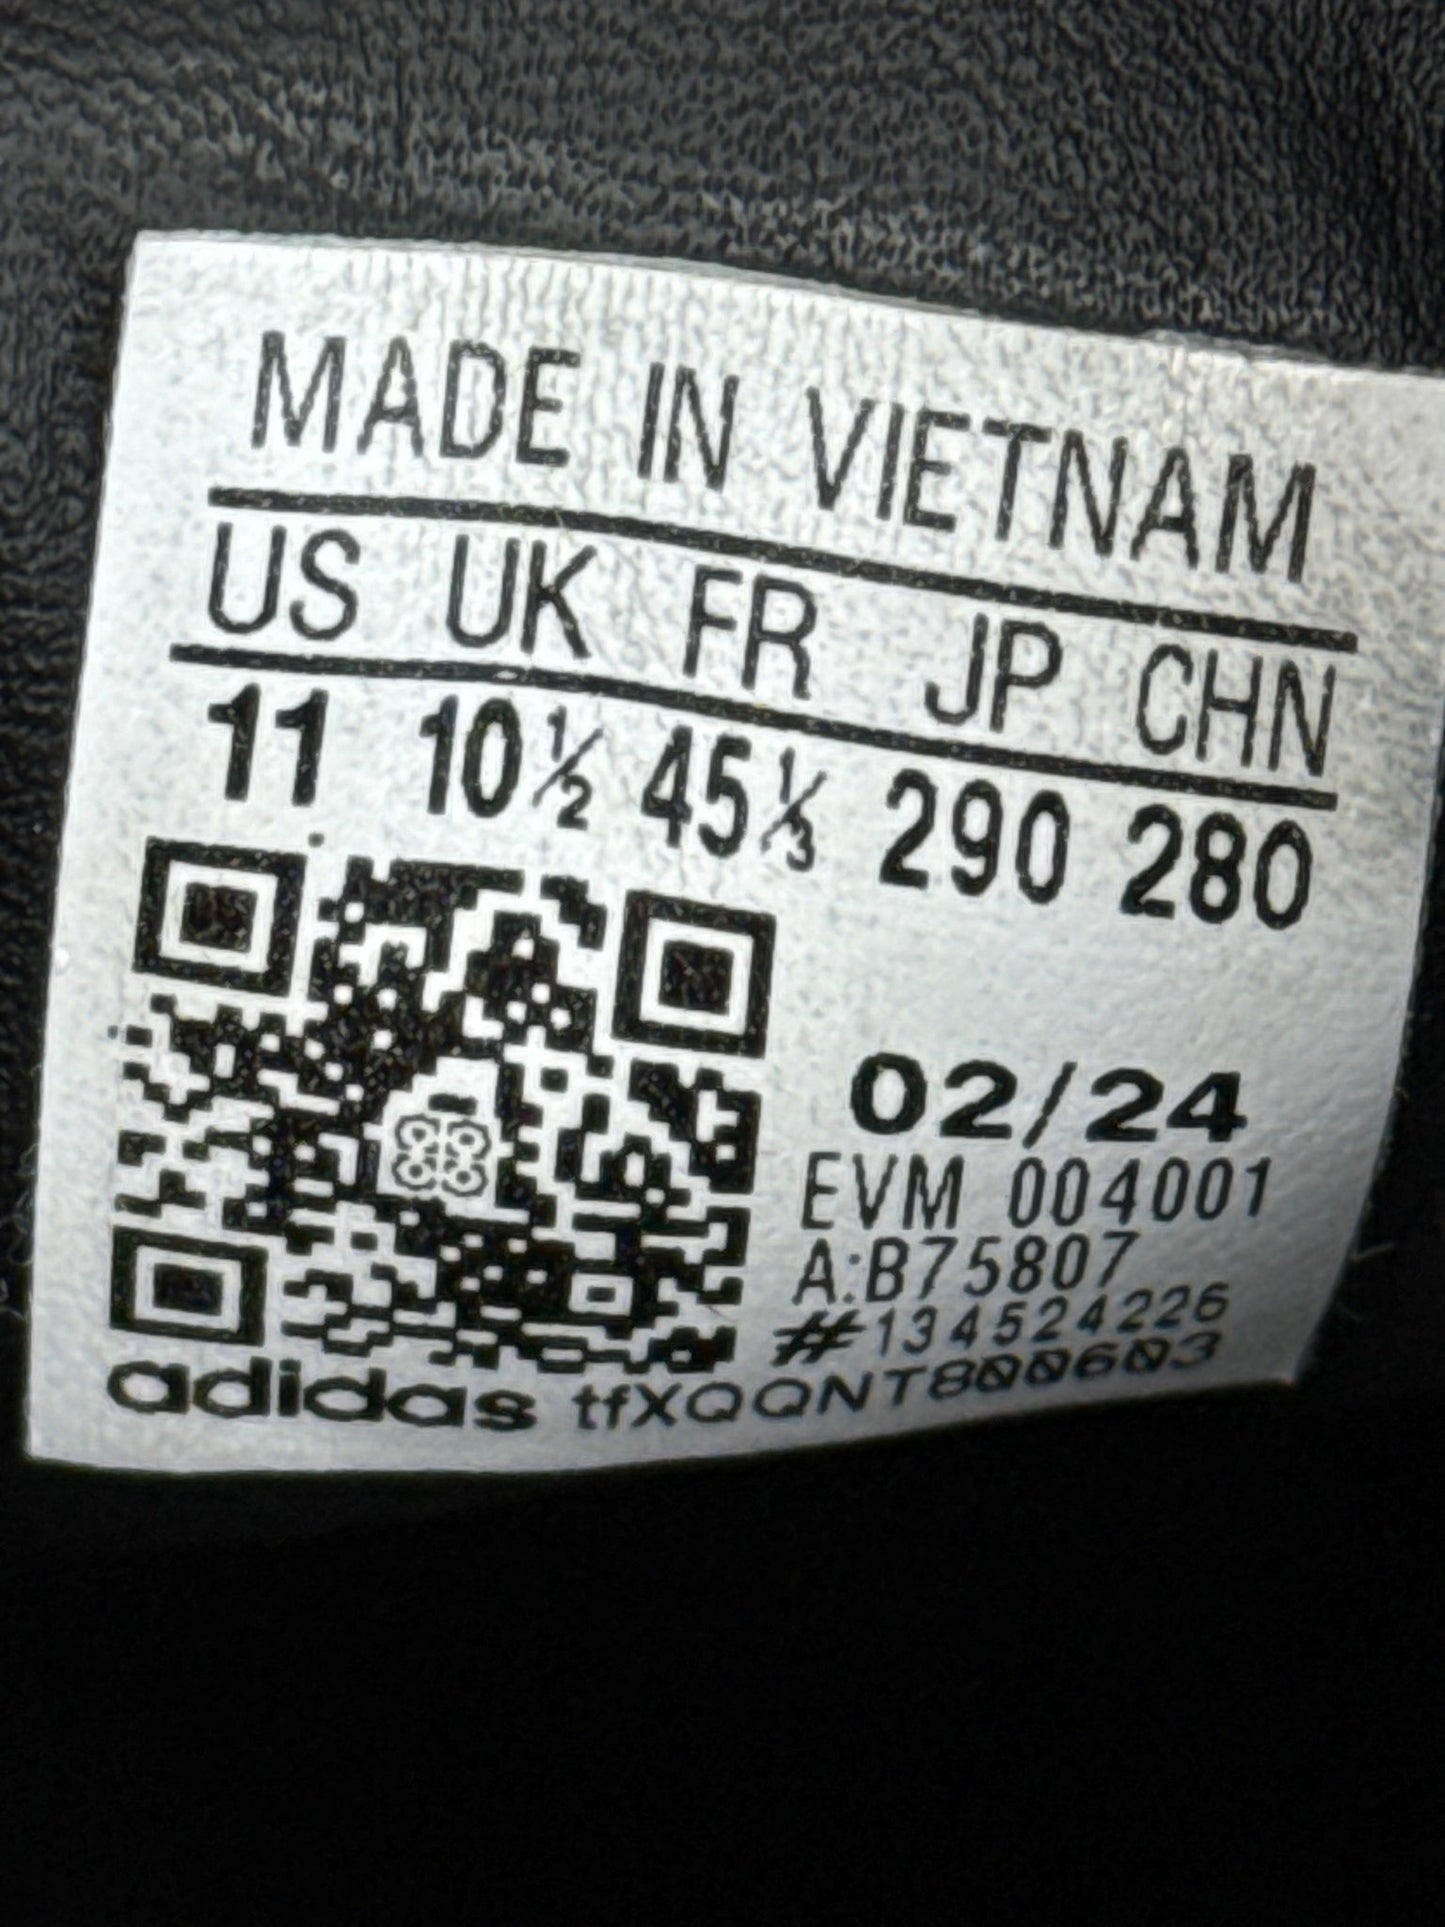 MADE IN VIETNAM
US UK FR JP CHN
11 10½ 45⅓ 290 280
02/24
EVM 004001
A:B75807
#134524226
adidas tfXQQNT800603